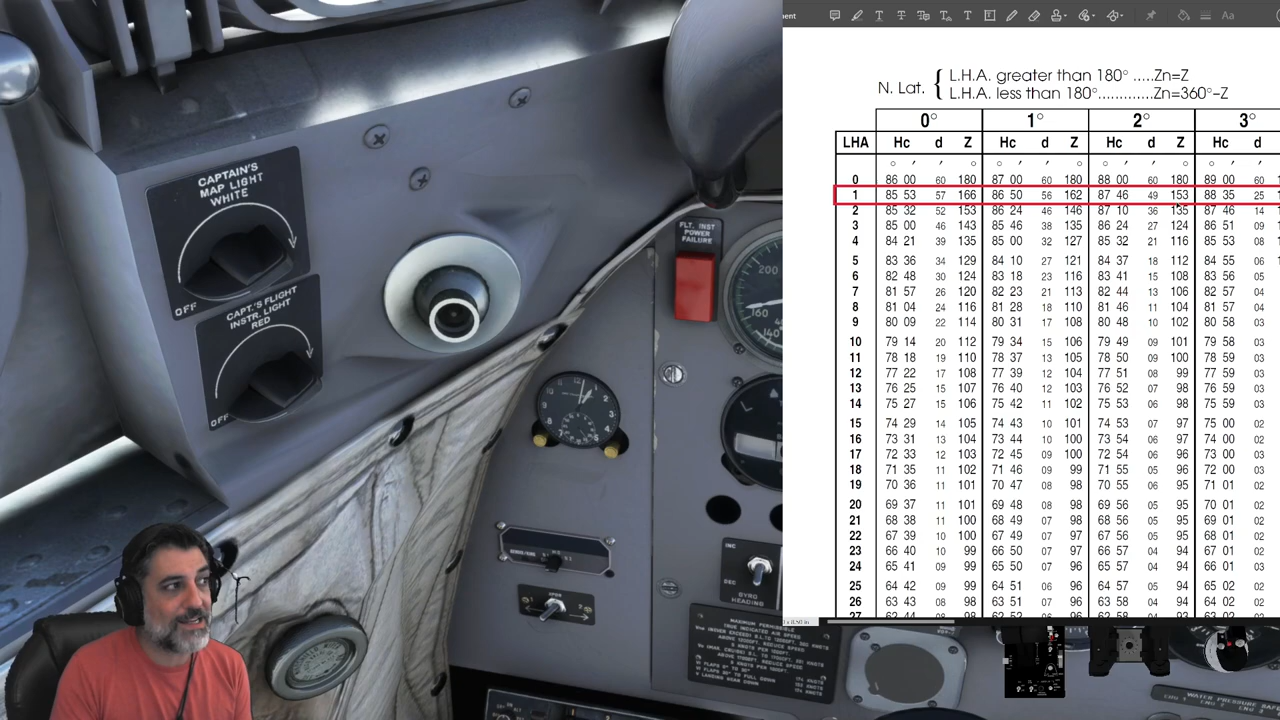 ment
Aa
N. Lat.
L.H.A. greater than 180° .....Zn=Z
L.H.A. less than 180°.............Zn=360°-Z
0° 1° 2° 3°
LHA Hc d Z Hc d Z Hc d Z Hc d
° ′ ° ° ′ ° ° ′ ° ° ′
0 86 00 60 180 87 00 60 180 88 00 60 180 89 00 60
1 85 53 57 166 86 50 56 162 87 46 49 153 88 35 25
2 85 32 52 153 86 24 46 146 87 10 36 135 87 46 14
3 85 00 46 143 85 46 38 135 86 24 27 124 86 51 09
4 84 21 39 135 85 00 32 127 85 32 21 116 85 53 08
5 83 36 34 129 84 10 27 121 84 37 18 112 84 55 06
6 82 48 30 124 83 18 23 116 83 41 15 108 83 56 05
7 81 57 26 120 82 23 21 113 82 44 13 106 82 57 04
8 81 04 24 116 81 28 18 110 81 46 11 104 81 57 04
9 80 09 22 114 80 31 17 108 80 48 10 102 80 58 03
10 79 14 20 112 79 34 15 106 79 49 09 101 79 58 03
11 78 18 19 110 78 37 13 105 78 50 09 100 78 59 03
12 77 22 17 108 77 39 12 104 77 51 08 99 77 59 03
13 76 25 15 107 76 40 12 103 76 52 07 98 76 59 03
14 75 27 15 106 75 42 11 102 75 53 06 98 75 59 03
15 74 29 14 105 74 43 10 101 74 53 07 97 75 00 02
16 73 31 13 104 73 44 10 100 73 54 06 97 74 00 02
17 72 33 12 103 72 45 09 100 72 54 06 96 73 00 02
18 71 35 11 102 71 46 09 99 71 55 05 96 72 00 02
19 70 36 11 101 70 47 08 98 70 55 06 95 71 01 02
20 69 37 11 101 69 48 08 98 69 56 05 95 70 01 02
21 68 38 11 100 68 49 07 98 68 56 05 95 69 01 02
22 67 39 10 100 67 49 07 97 67 56 05 95 68 01 02
23 66 40 10 99 66 50 07 97 66 57 04 94 67 01 02
24 65 41 09 99 65 50 07 96 65 57 04 94 66 01 03
25 64 42 09 99 64 51 06 96 64 57 05 94 65 02 02
26 63 43 08 98 63 51 07 96 63 58 04 94 64 02 02
CAPTAIN'S
MAP LIGHT
WHITE
OFF
CAPT.'S FLIGHT
INSTR. LIGHT
RED
OFF
FLT. INST
POWER
FAILURE
200
160
140
INC
DEC
GYRO
HEADING
MAXIMUM PERMISSIBLE
TRUE INDICATED AIR SPEED